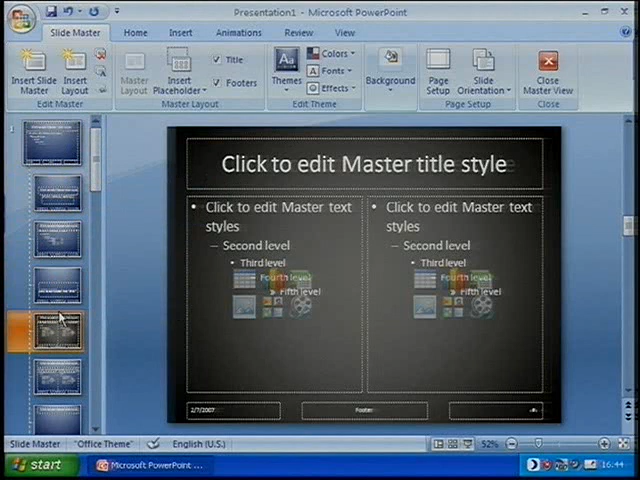 Presentation1 - Microsoft PowerPoint
Slide Master
Home
Insert
Animations
Review
View
Insert Slide Master
Insert Layout
Edit Master
Master Layout
Insert Placeholder
Title
Footers
Master Layout
Themes
Colors
Fonts
Effects
Edit Theme
Background
Page Setup
Slide Orientation
Page Setup
Close Master View
Close
1
Click to edit Master title style
• Click to edit Master text
styles
– Second level
• Third level
– Fourth level
» Fifth level
• Click to edit Master text
styles
– Second level
• Third level
– Fourth level
» Fifth level
2/7/2007
Footer
‹#›
Slide Master
"Office Theme"
English (U.S.)
52%
start
Microsoft PowerPoint ...
16:44